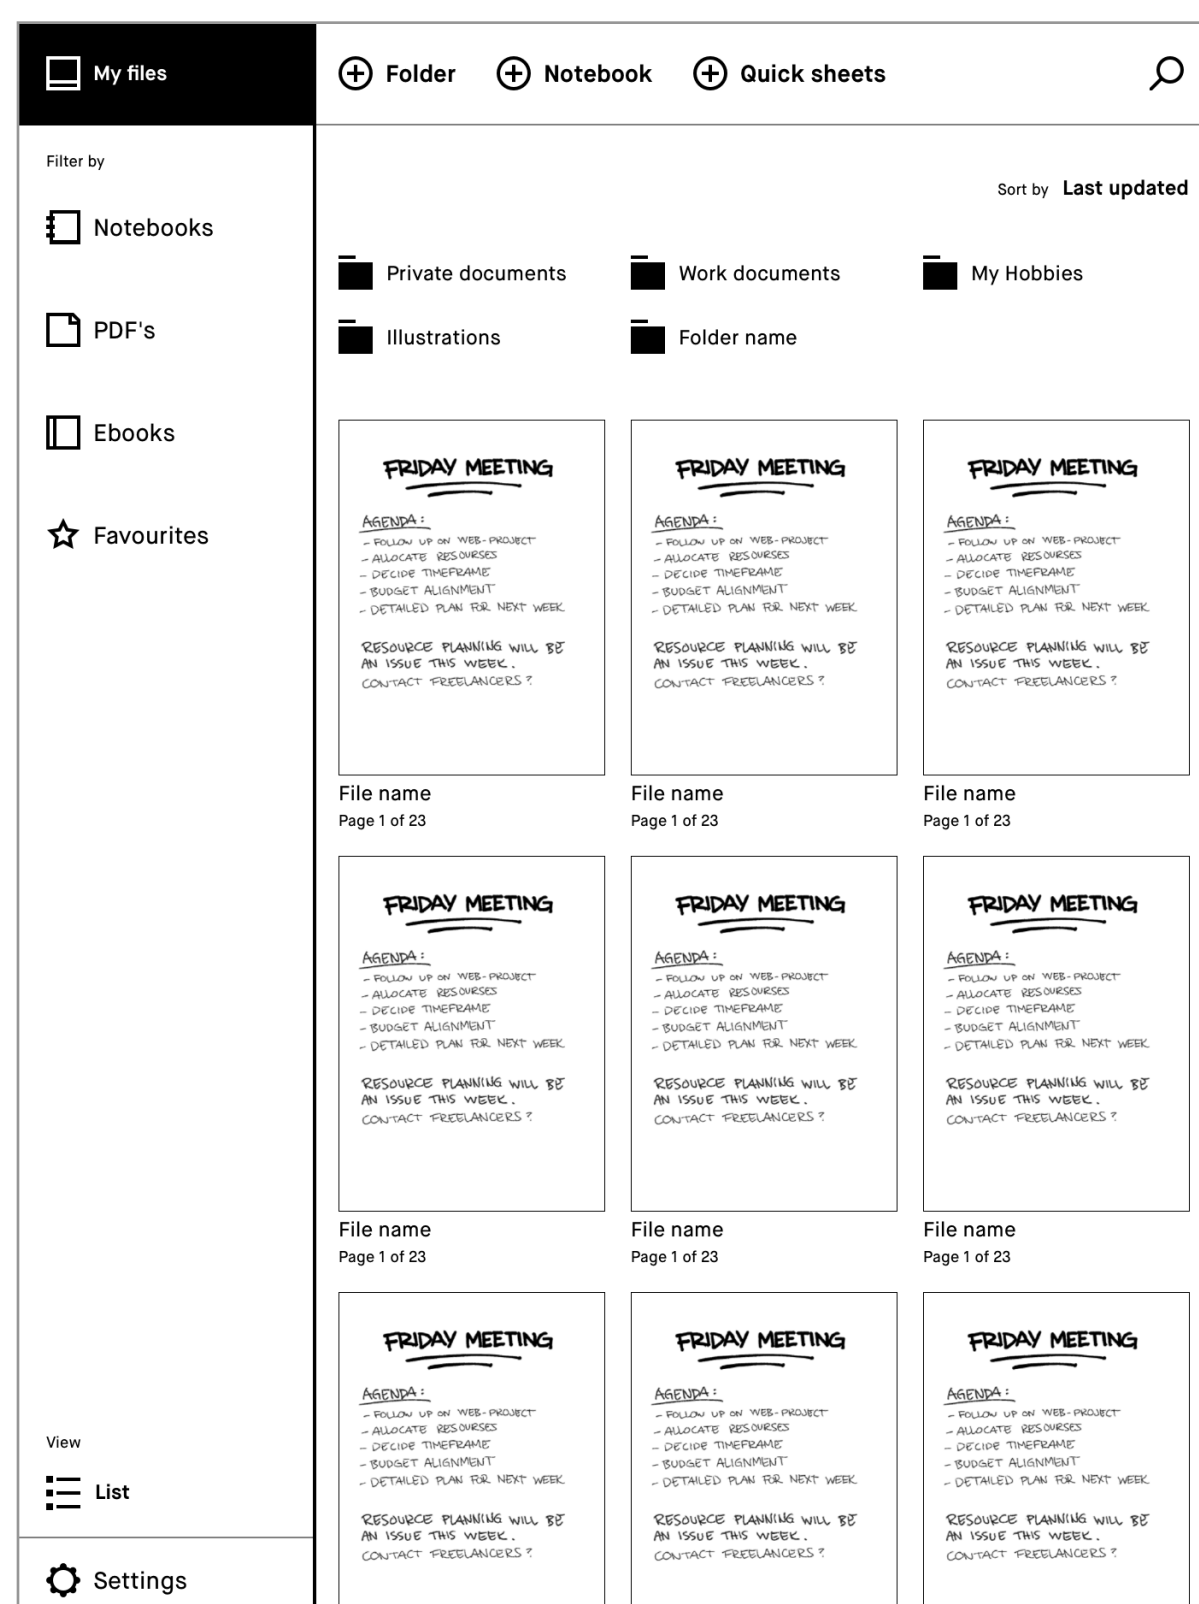 My files
Folder
Notebook
Quick sheets
Filter by
Notebooks
PDF's
Ebooks
Favourites
View
List
Settings
Sort by Last updated
Private documents
Work documents
My Hobbies
Illustrations
Folder name
FRIDAY MEETING
AGENDA:
- FOLLOW UP ON WEB-PROJECT
- ALLOCATE RESOURSES
- DECIDE TIMEFRAME
- BUDGET ALIGNMENT
- DETAILED PLAN FOR NEXT WEEK
RESOURCE PLANNING WILL BE
AN ISSUE THIS WEEK.
CONTACT FREELANCERS?
File name
Page 1 of 23
FRIDAY MEETING
AGENDA:
- FOLLOW UP ON WEB-PROJECT
- ALLOCATE RESOURSES
- DECIDE TIMEFRAME
- BUDGET ALIGNMENT
- DETAILED PLAN FOR NEXT WEEK
RESOURCE PLANNING WILL BE
AN ISSUE THIS WEEK.
CONTACT FREELANCERS?
File name
Page 1 of 23
FRIDAY MEETING
AGENDA:
- FOLLOW UP ON WEB-PROJECT
- ALLOCATE RESOURSES
- DECIDE TIMEFRAME
- BUDGET ALIGNMENT
- DETAILED PLAN FOR NEXT WEEK
RESOURCE PLANNING WILL BE
AN ISSUE THIS WEEK.
CONTACT FREELANCERS?
File name
Page 1 of 23
FRIDAY MEETING
AGENDA:
- FOLLOW UP ON WEB-PROJECT
- ALLOCATE RESOURSES
- DECIDE TIMEFRAME
- BUDGET ALIGNMENT
- DETAILED PLAN FOR NEXT WEEK
RESOURCE PLANNING WILL BE
AN ISSUE THIS WEEK.
CONTACT FREELANCERS?
File name
Page 1 of 23
FRIDAY MEETING
AGENDA:
- FOLLOW UP ON WEB-PROJECT
- ALLOCATE RESOURSES
- DECIDE TIMEFRAME
- BUDGET ALIGNMENT
- DETAILED PLAN FOR NEXT WEEK
RESOURCE PLANNING WILL BE
AN ISSUE THIS WEEK.
CONTACT FREELANCERS?
File name
Page 1 of 23
FRIDAY MEETING
AGENDA:
- FOLLOW UP ON WEB-PROJECT
- ALLOCATE RESOURSES
- DECIDE TIMEFRAME
- BUDGET ALIGNMENT
- DETAILED PLAN FOR NEXT WEEK
RESOURCE PLANNING WILL BE
AN ISSUE THIS WEEK.
CONTACT FREELANCERS?
File name
Page 1 of 23
FRIDAY MEETING
AGENDA:
- FOLLOW UP ON WEB-PROJECT
- ALLOCATE RESOURSES
- DECIDE TIMEFRAME
- BUDGET ALIGNMENT
- DETAILED PLAN FOR NEXT WEEK
RESOURCE PLANNING WILL BE
AN ISSUE THIS WEEK.
CONTACT FREELANCERS?
FRIDAY MEETING
AGENDA:
- FOLLOW UP ON WEB-PROJECT
- ALLOCATE RESOURSES
- DECIDE TIMEFRAME
- BUDGET ALIGNMENT
- DETAILED PLAN FOR NEXT WEEK
RESOURCE PLANNING WILL BE
AN ISSUE THIS WEEK.
CONTACT FREELANCERS?
FRIDAY MEETING
AGENDA:
- FOLLOW UP ON WEB-PROJECT
- ALLOCATE RESOURSES
- DECIDE TIMEFRAME
- BUDGET ALIGNMENT
- DETAILED PLAN FOR NEXT WEEK
RESOURCE PLANNING WILL BE
AN ISSUE THIS WEEK.
CONTACT FREELANCERS?